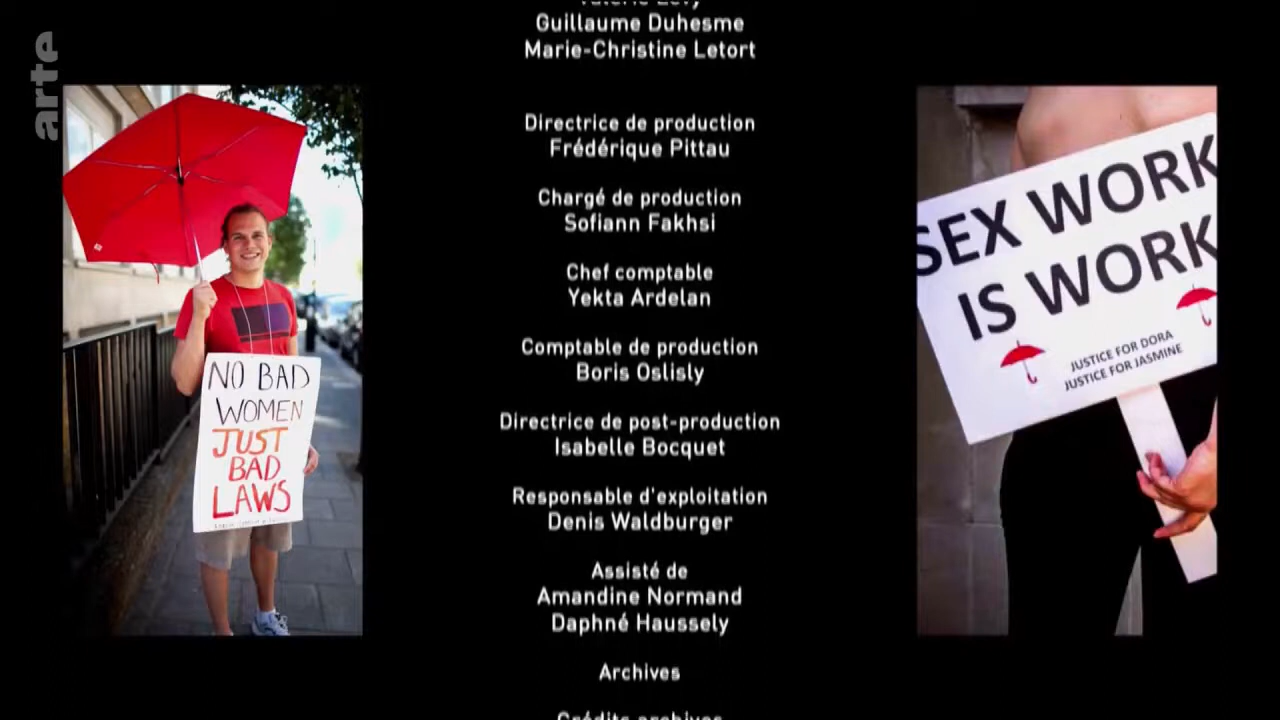 arte
Guillaume Duhesme
Marie-Christine Letort
Directrice de production
Frédérique Pittau
Chargé de production
Sofiann Fakhsi
Chef comptable
Yekta Ardelan
Comptable de production
Boris Oslisly
Directrice de post-production
Isabelle Bocquet
Responsable d'exploitation
Denis Waldburger
Assisté de
Amandine Normand
Daphné Haussely
Archives
Crédits archives
NO BAD
WOMEN
JUST
BAD
LAWS
SEX WORK
IS WORK
JUSTICE FOR DORA
JUSTICE FOR JASMINE